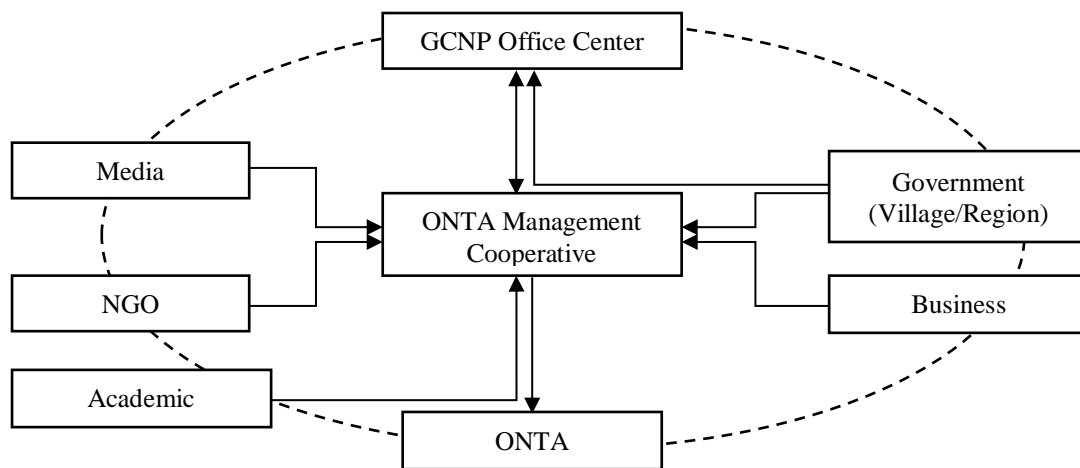 GCNP Office Center
Media
Government
(Village/Region)
ONTA Management
Cooperative
NGO
Business
Academic
ONTA